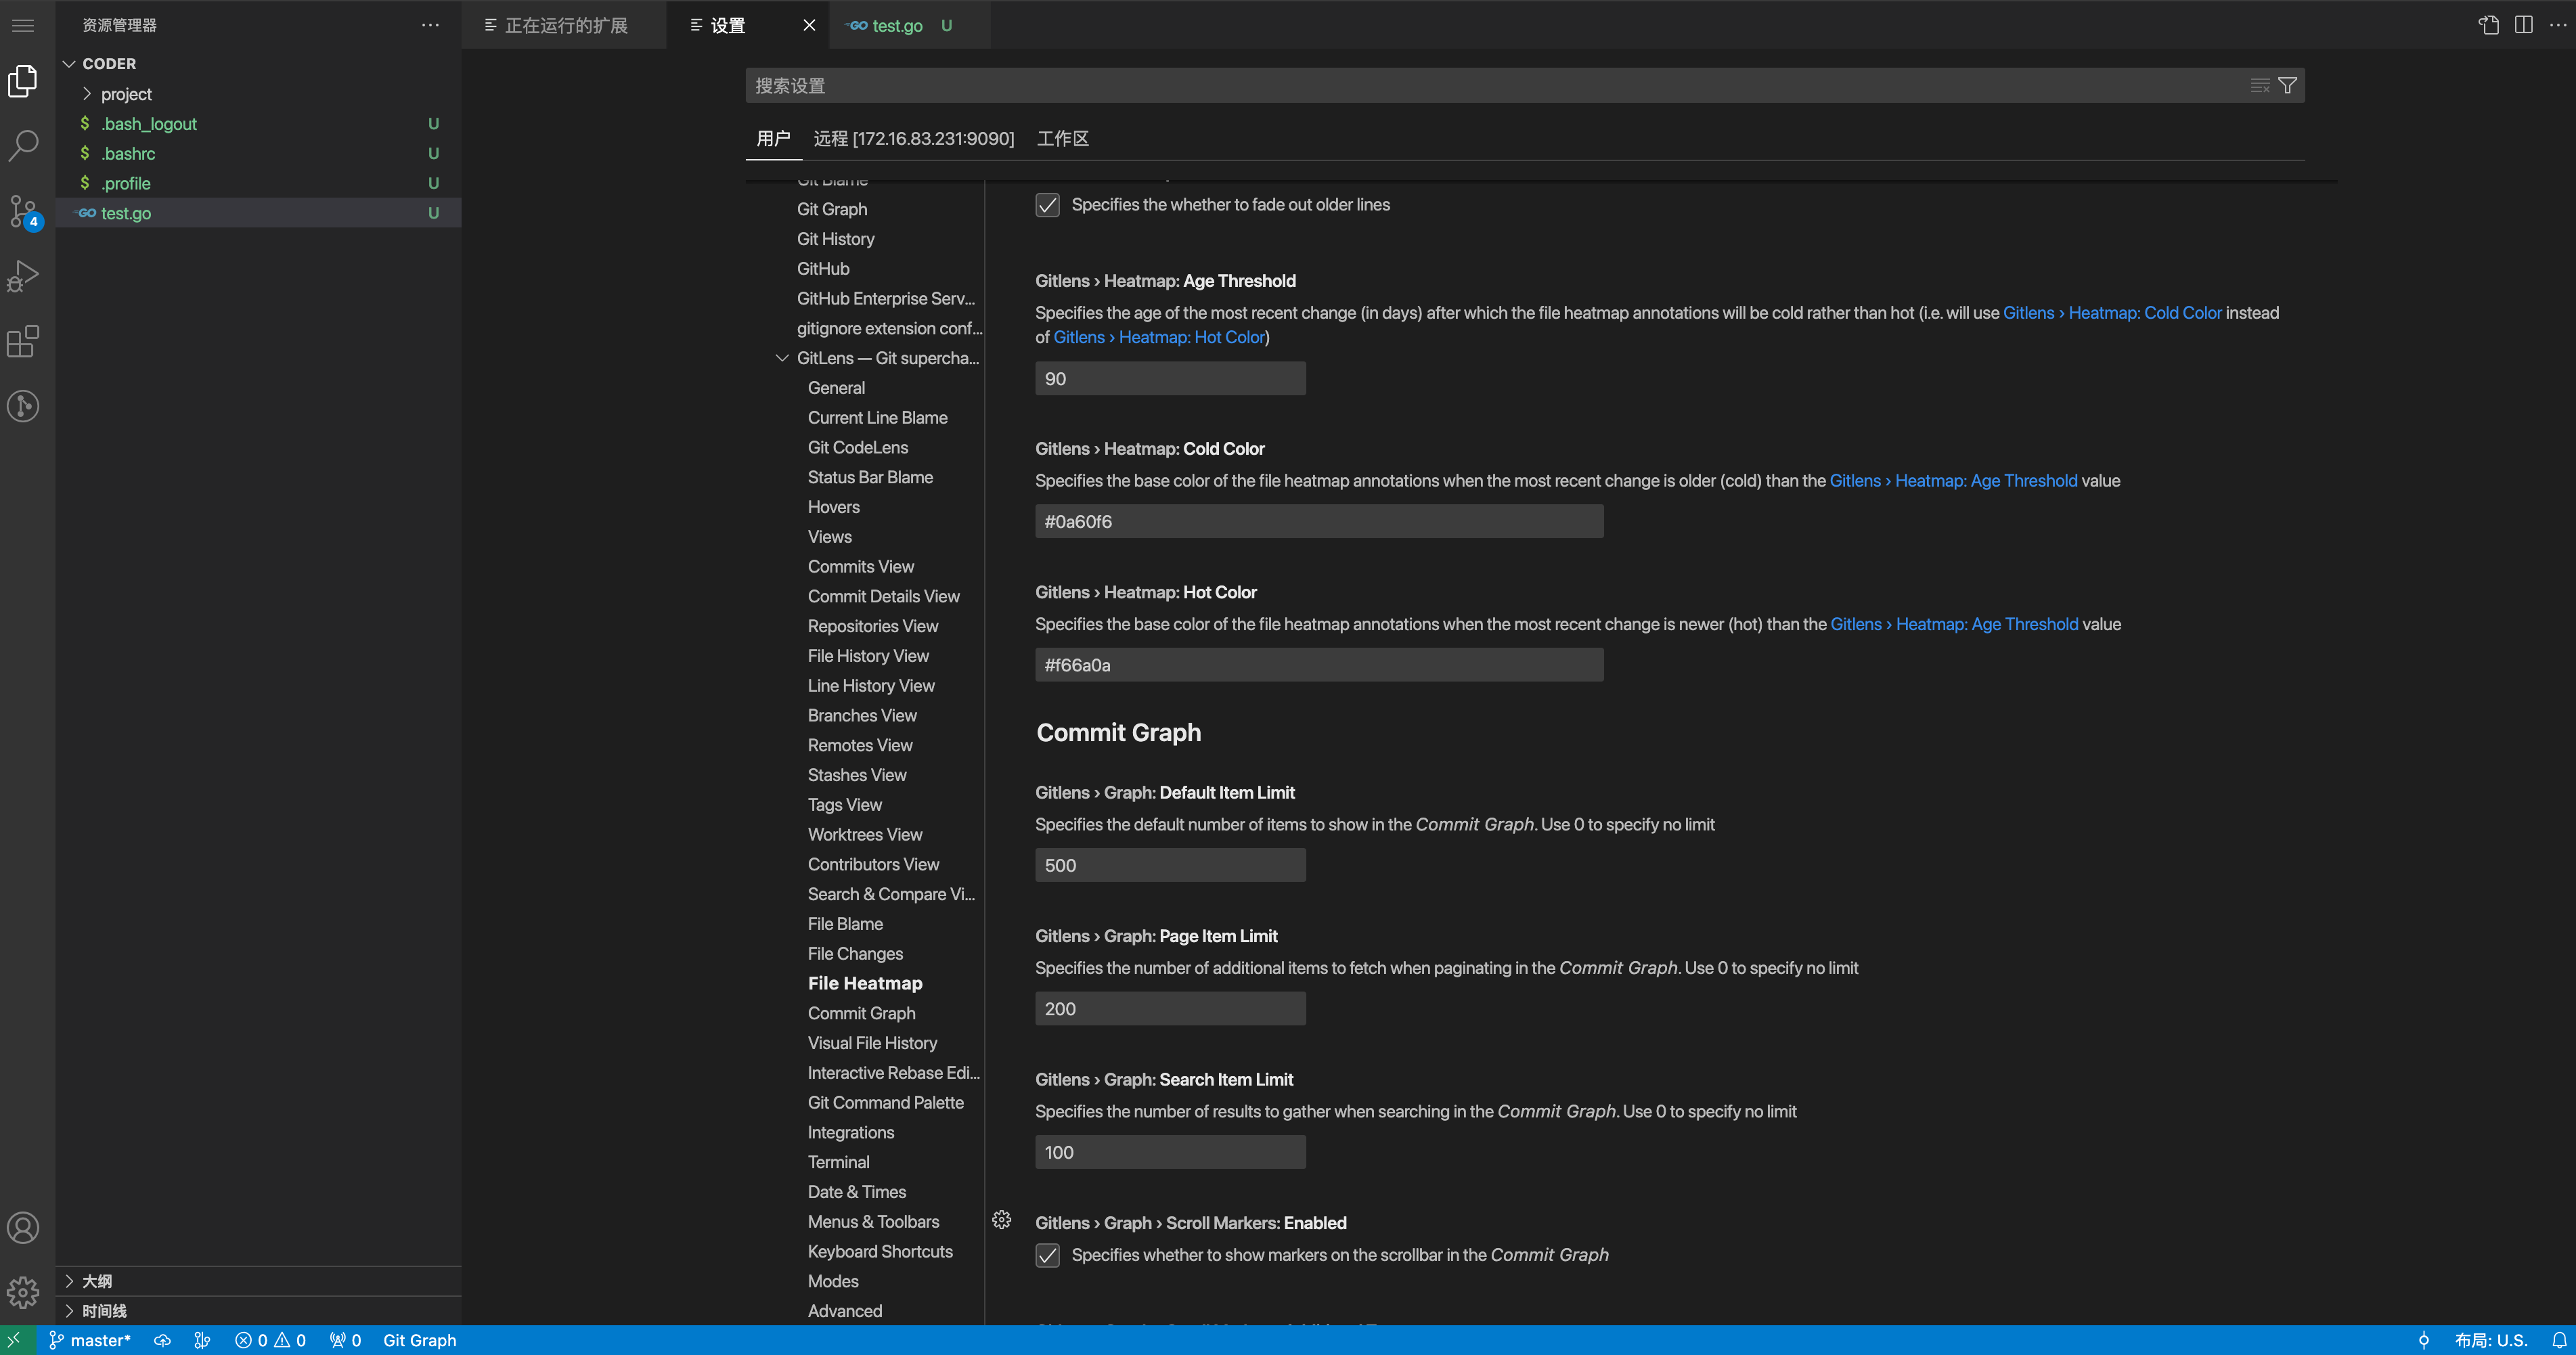 资源管理器
正在运行的扩展
设置
test.go U
CODER
project
$ .bash_logout U
$ .bashrc U
$ .profile U
GO test.go U
4
大纲
时间线
搜索设置
用户 远程 [172.16.83.231:9090] 工作区
Git Blame
Git Graph
Git History
GitHub
GitHub Enterprise Serv...
gitignore extension conf...
GitLens — Git supercha...
General
Current Line Blame
Git CodeLens
Status Bar Blame
Hovers
Views
Commits View
Commit Details View
Repositories View
File History View
Line History View
Branches View
Remotes View
Stashes View
Tags View
Worktrees View
Contributors View
Search & Compare Vi...
File Blame
File Changes
File Heatmap
Commit Graph
Visual File History
Interactive Rebase Edi...
Git Command Palette
Integrations
Terminal
Date & Times
Menus & Toolbars
Keyboard Shortcuts
Modes
Advanced
Specifies the whether to fade out older lines
Gitlens › Heatmap: Age Threshold
Specifies the age of the most recent change (in days) after which the file heatmap annotations will be cold rather than hot (i.e. will use Gitlens › Heatmap: Cold Color instead
of Gitlens › Heatmap: Hot Color)
90
Gitlens › Heatmap: Cold Color
Specifies the base color of the file heatmap annotations when the most recent change is older (cold) than the Gitlens › Heatmap: Age Threshold value
#0a60f6
Gitlens › Heatmap: Hot Color
Specifies the base color of the file heatmap annotations when the most recent change is newer (hot) than the Gitlens › Heatmap: Age Threshold value
#f66a0a
Commit Graph
Gitlens › Graph: Default Item Limit
Specifies the default number of items to show in the Commit Graph. Use 0 to specify no limit
500
Gitlens › Graph: Page Item Limit
Specifies the number of additional items to fetch when paginating in the Commit Graph. Use 0 to specify no limit
200
Gitlens › Graph: Search Item Limit
Specifies the number of results to gather when searching in the Commit Graph. Use 0 to specify no limit
100
Gitlens › Graph › Scroll Markers: Enabled
Specifies whether to show markers on the scrollbar in the Commit Graph
master* 0 0 0 Git Graph 布局: U.S.